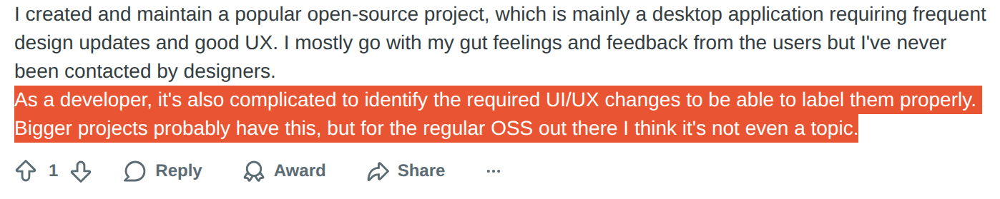 I created and maintain a popular open-source project, which is mainly a desktop application requiring frequent
design updates and good UX. I mostly go with my gut feelings and feedback from the users but I've never
been contacted by designers.
As a developer, it's also complicated to identify the required UI/UX changes to be able to label them properly.
Bigger projects probably have this, but for the regular OSS out there I think it's not even a topic.
1 Reply Award Share ...